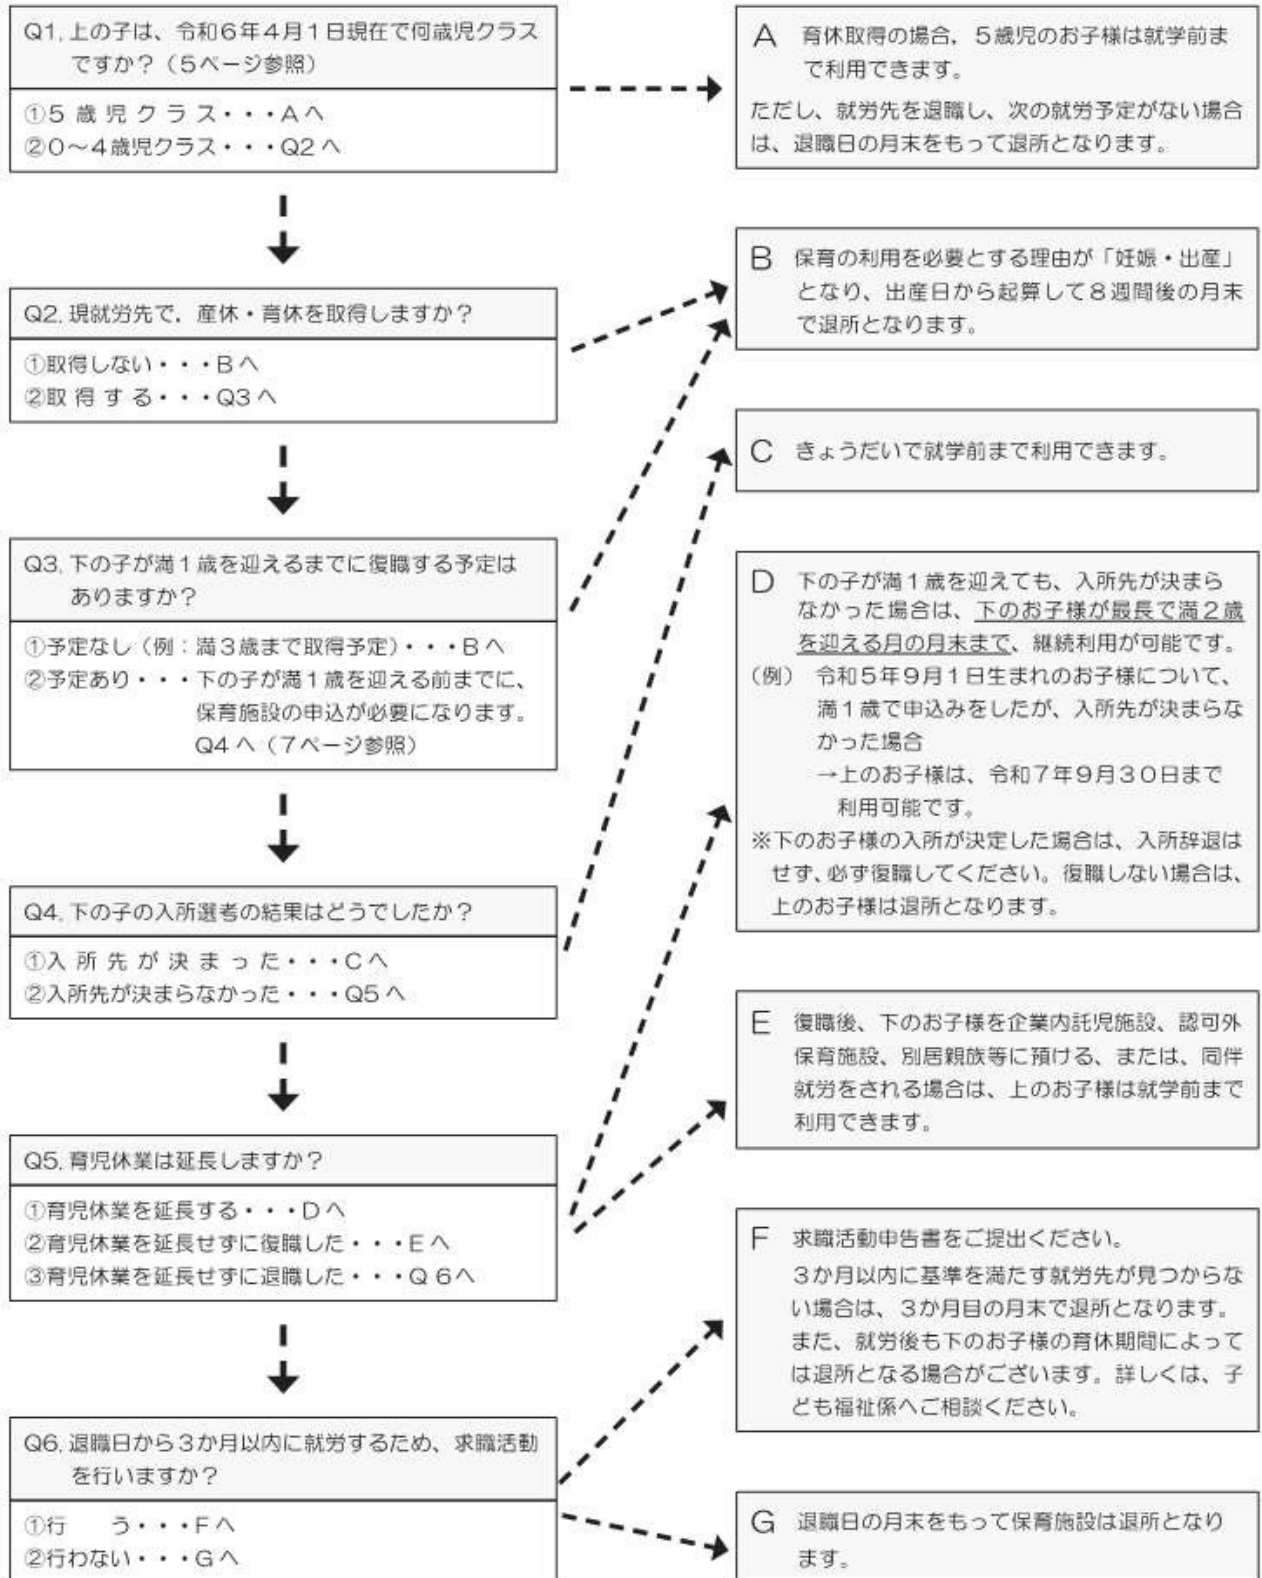 Q1. 上の子は、令和6年4月1日現在で何歳児クラス
ですか？（5ページ参照）
①5 歳 児 ク ラ ス・・・Aへ
②0～4歳児クラス・・・Q2へ
A 育休取得の場合、5歳児のお子様は就学前ま
で利用できます。
ただし、就労先を退職し、次の就労予定がない場合
は、退職日の月末をもって退所となります。
Q2. 現就労先で、産休・育休を取得しますか？
①取得しない・・・Bへ
②取 得 す る・・・Q3へ
B 保育の利用を必要とする理由が「妊娠・出産」
となり、出産日から起算して8週間後の月末
で退所となります。
C きょうだいで就学前まで利用できます。
Q3. 下の子が満1歳を迎えるまでに復職する予定は
ありますか？
①予定なし（例：満3歳まで取得予定）・・・Bへ
②予定あり・・・下の子が満1歳を迎える前までに、
保育施設の申込が必要になります。
Q4へ（7ページ参照）
D 下の子が満1歳を迎えても、入所先が決まら
なかった場合は、下のお子様が最長で満2歳
を迎える月の月末まで、継続利用が可能です。
（例） 令和5年9月1日生まれのお子様について、
満1歳で申込みをしたが、入所先が決まらな
かった場合
→上のお子様は、令和7年9月30日まで
利用可能です。
※下のお子様の入所が決定した場合は、入所辞退は
せず、必ず復職してください。復職しない場合は、
上のお子様は退所となります。
Q4. 下の子の入所選者の結果はどうでしたか？
①入 所 先 が 決 ま っ た・・・Cへ
②入所先が決まらなかった・・・Q5へ
E 復職後、下のお子様を企業内託児施設、認可外
保育施設、別居親族等に預ける、または、同伴
就労をされる場合は、上のお子様は就学前まで
利用できます。
Q5. 育児休業は延長しますか？
①育児休業を延長する・・・Dへ
②育児休業を延長せずに復職した・・・Eへ
③育児休業を延長せずに退職した・・・Q 6へ
F 求職活動申告書をご提出ください。
3か月以内に基準を満たす就労先が見つからな
い場合は、3か月目の月末で退所となります。
また、就労後も下のお子様の育休期間によって
は退所となる場合がございます。詳しくは、子
ども福祉係へご相談ください。
Q6. 退職日から3か月以内に就労するため、求職活動
を行いますか？
①行　　う・・・Fへ
②行わない・・・Gへ
G 退職日の月末をもって保育施設は退所となり
ます。